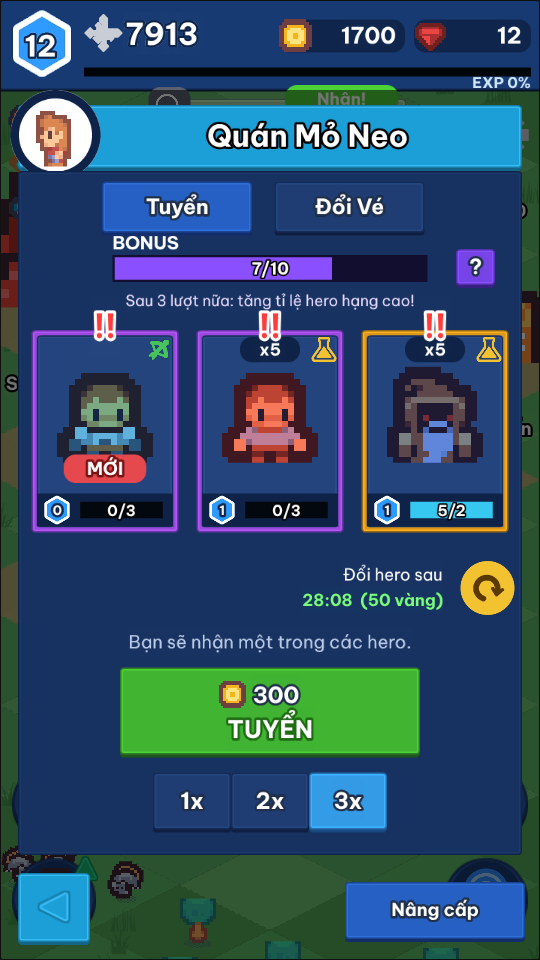 12
7913
1700
12
EXP 0%
Nhận!
Quán Mỏ Neo
Tuyển
Đổi Vé
BONUS
7/10
?
Sau 3 lượt nữa: tăng tỉ lệ hero hạng cao!
!! !! !!
x5 x5
MỚI
0 0/3
1 0/3
1 5/2
Đổi hero sau
28:08 (50 vàng)
Bạn sẽ nhận một trong các hero.
300
TUYỂN
1x 2x 3x
Nâng cấp